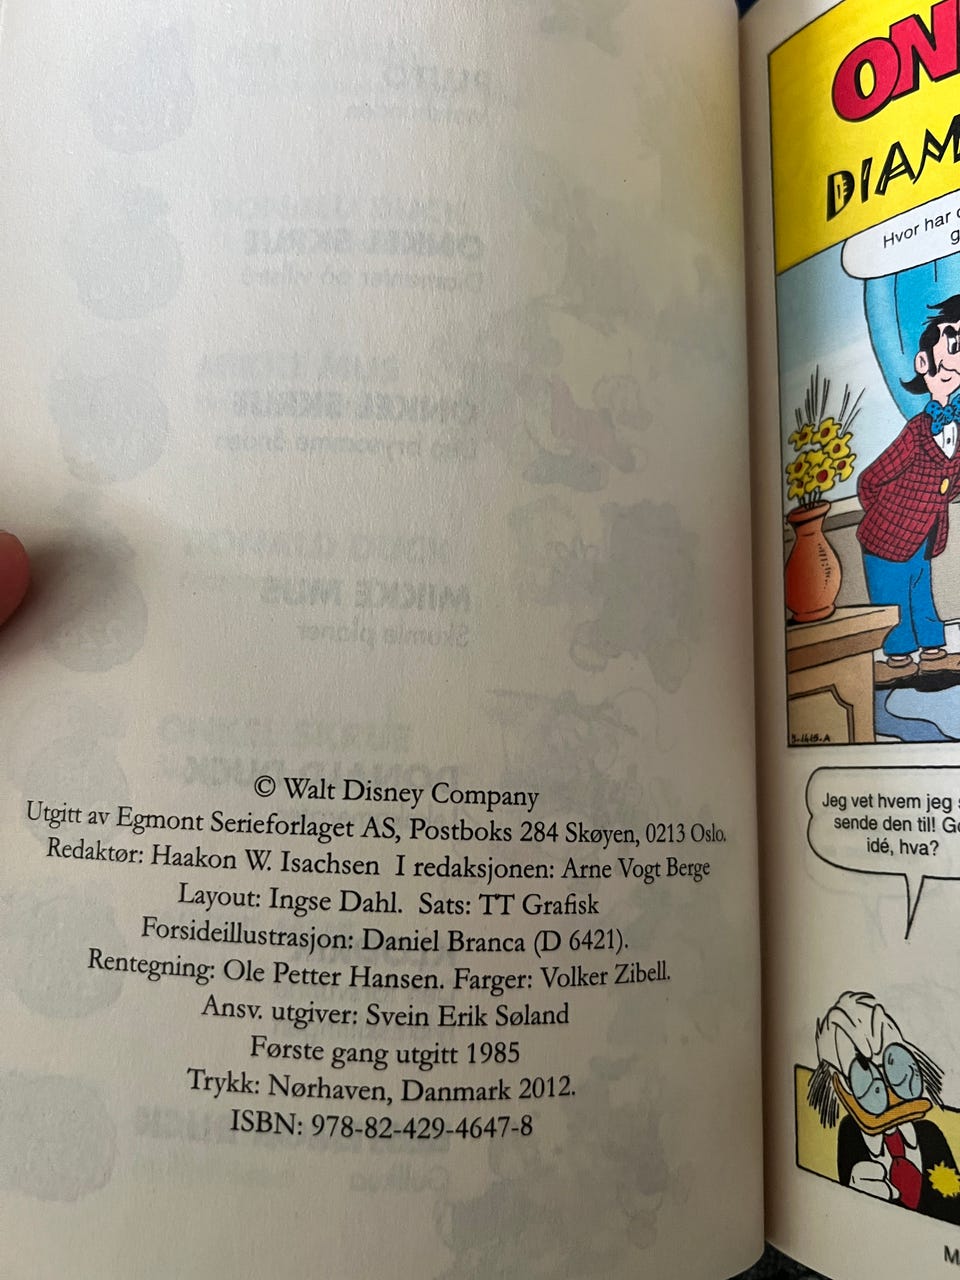 © Walt Disney Company
Utgitt av Egmont Serieforlaget AS, Postboks 284 Skøyen, 0213 Oslo.
Redaktør: Haakon W. Isachsen I redaksjonen: Arne Vogt Berge
Layout: Ingse Dahl. Sats: TT Grafisk
Forsideillustrasjon: Daniel Branca (D 6421).
Rentegning: Ole Petter Hansen. Farger: Volker Zibell.
Ansv. utgiver: Svein Erik Søland
Første gang utgitt 1985
Trykk: Nørhaven, Danmark 2012.
ISBN: 978-82-429-4647-8
ON
DIAM
Hvor har
g
Jeg vet hvem jeg
sende den til! Go
idé, hva?
M